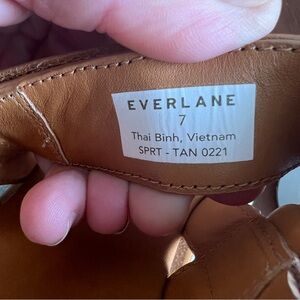 EVERLANE
7
Thai Binh, Vietnam
SPRT - TAN 0221